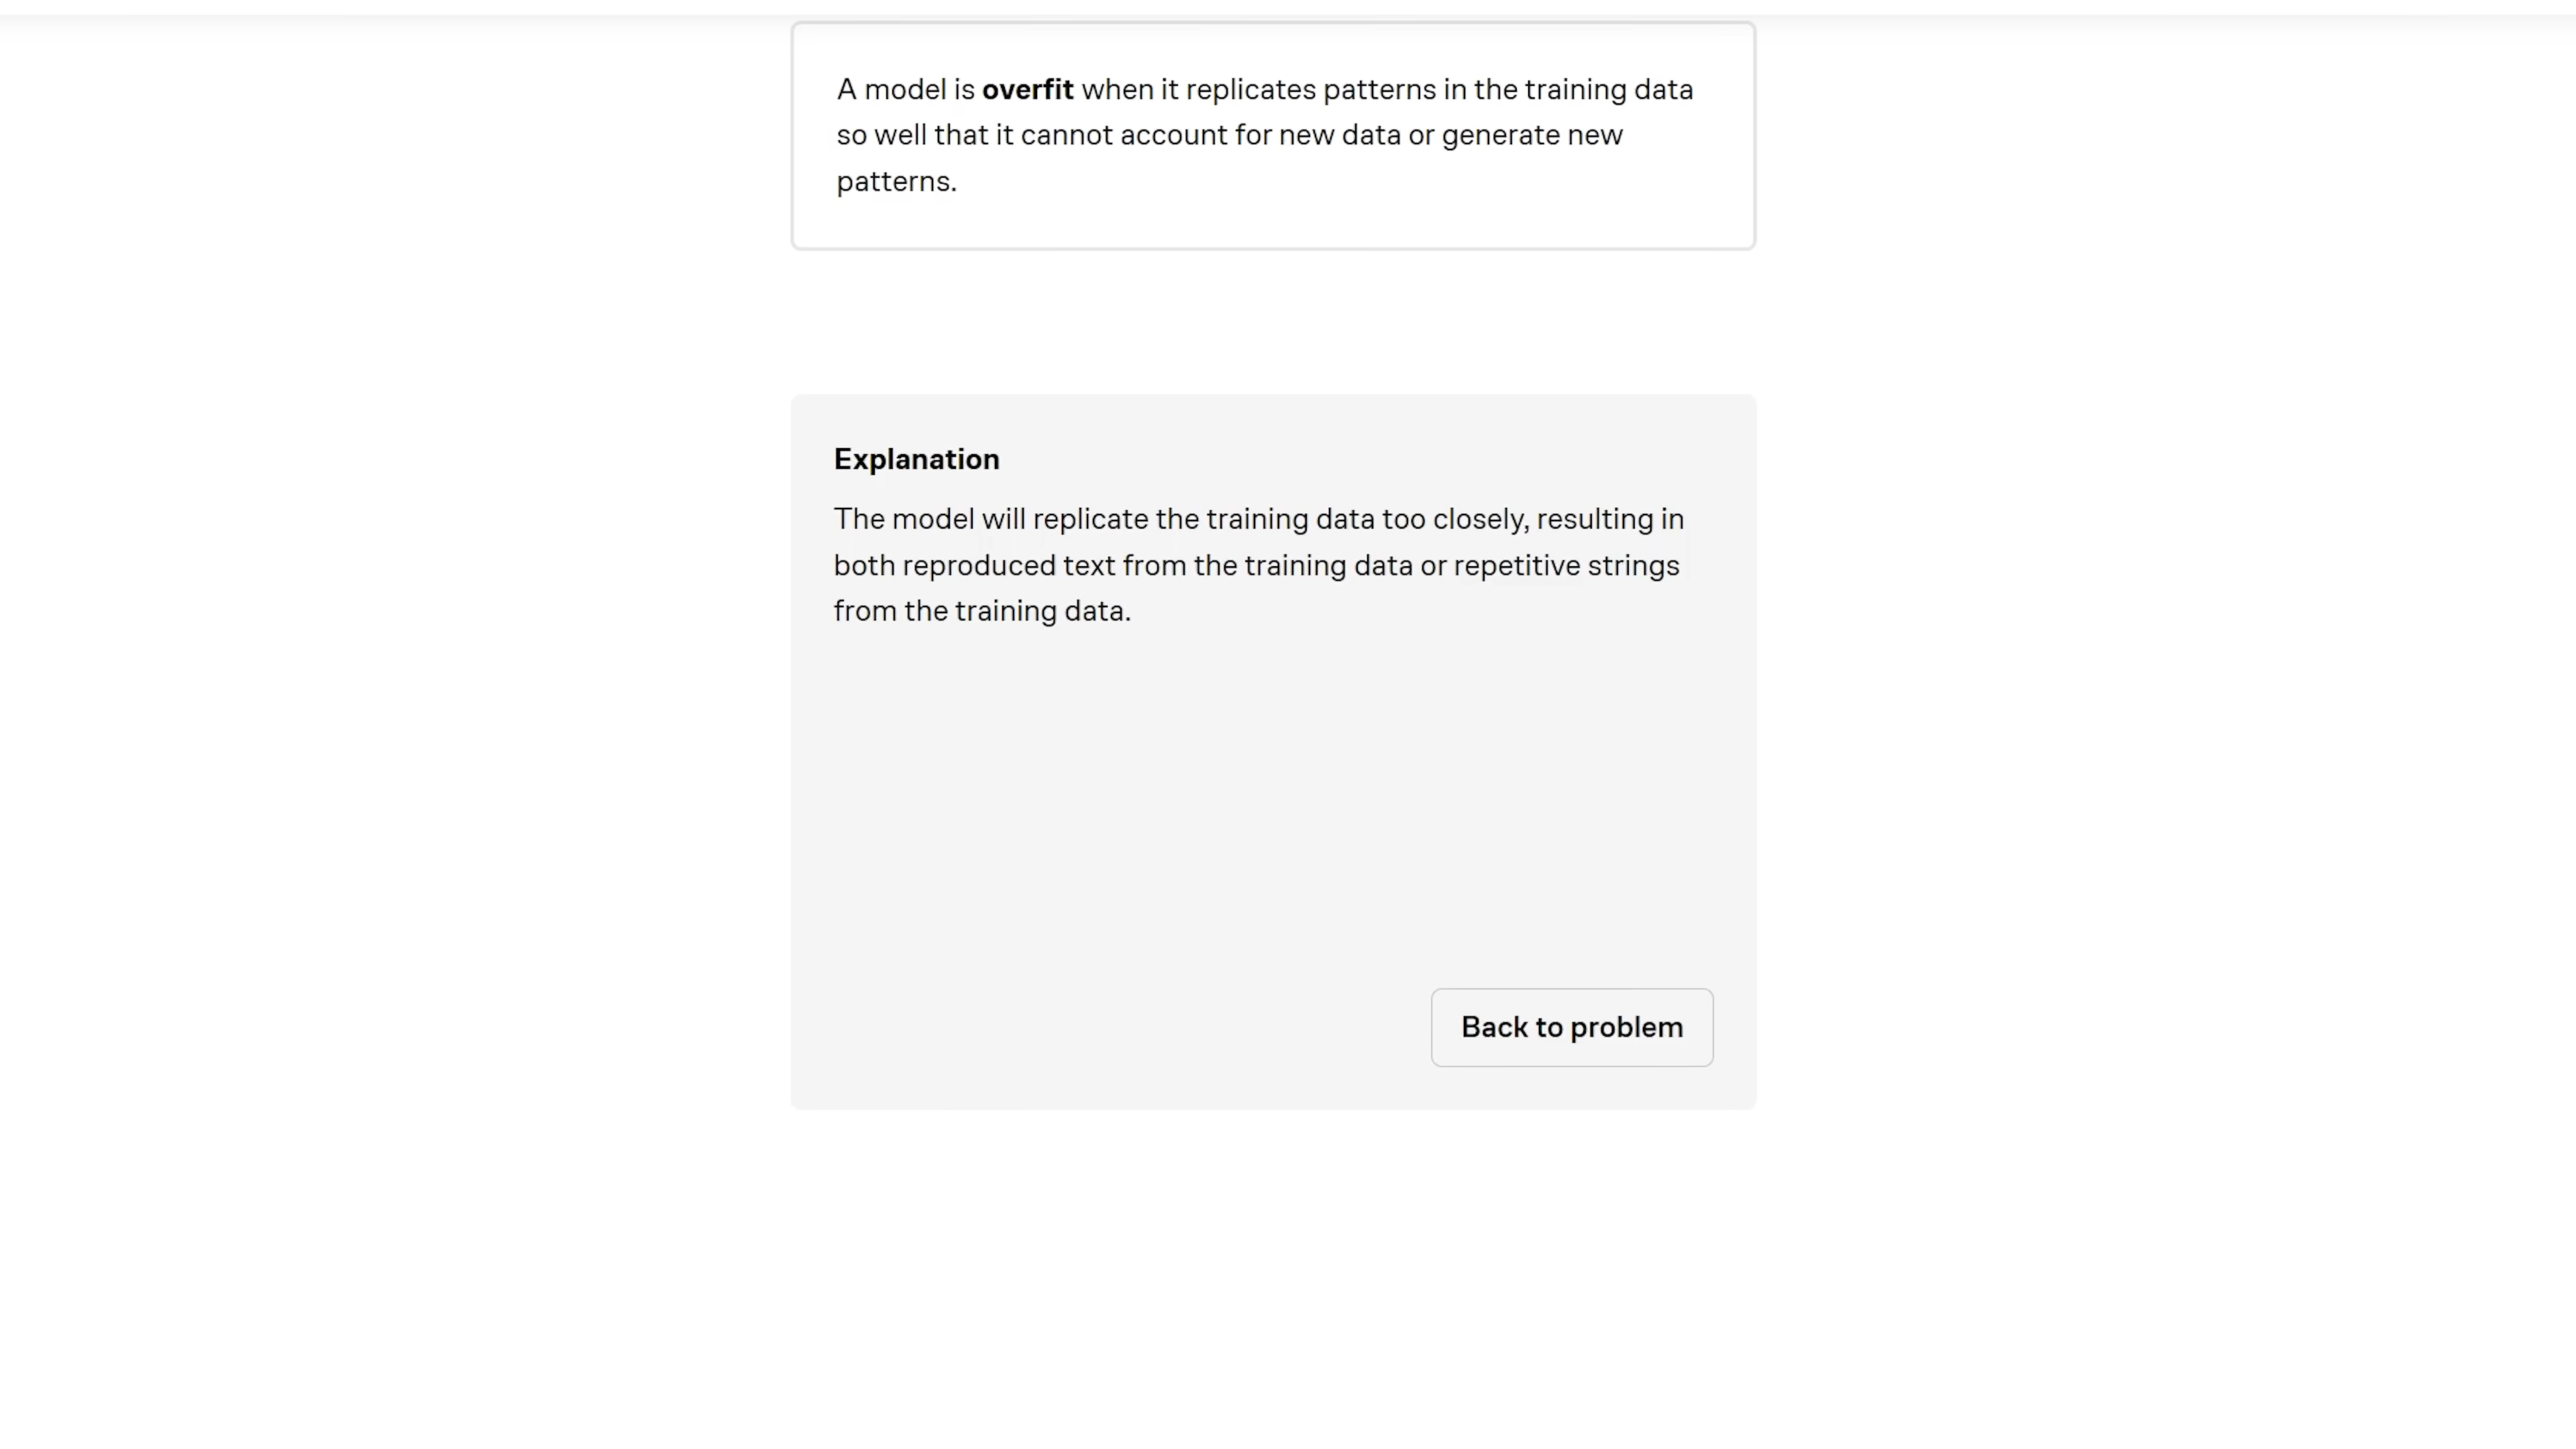 A model is overfit when it replicates patterns in the training data
so well that it cannot account for new data or generate new
patterns.
Explanation
The model will replicate the training data too closely, resulting in
both reproduced text from the training data or repetitive strings
from the training data.
Back to problem